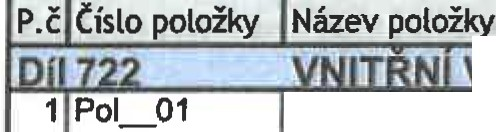 P.č Číslo položky Název položky
Díl 722 VNITŘNÍ
1 Pol__01